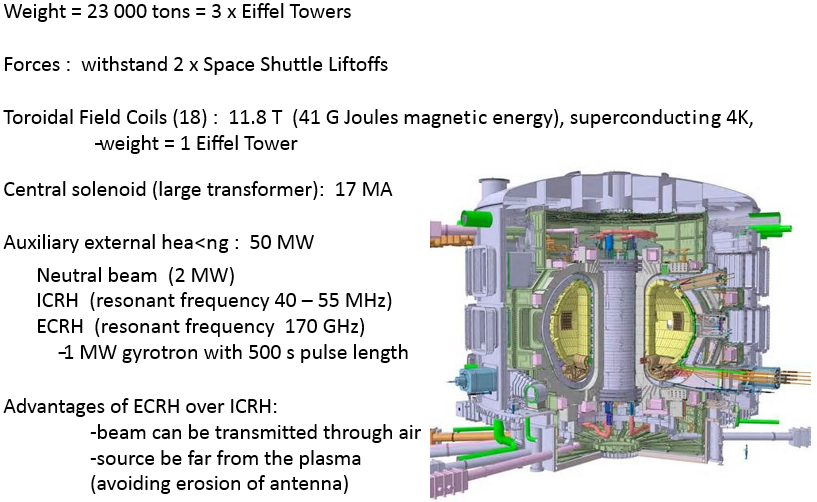 Weight = 23 000 tons = 3 x Eiffel Towers
Forces :  withstand 2 x Space Shuttle Liftoffs
Toroidal Field Coils (18) :  11.8 T  (41 G Joules magnetic energy), superconducting 4K,
-weight = 1 Eiffel Tower
Central solenoid (large transformer):  17 MA
Auxiliary external hea<ng :  50 MW
Neutral beam  (2 MW)
ICRH  (resonant frequency 40 – 55 MHz)
ECRH  (resonant frequency  170 GHz)
-1 MW gyrotron with 500 s pulse length
Advantages of ECRH over ICRH:
-beam can be transmitted through air
-source be far from the plasma
(avoiding erosion of antenna)